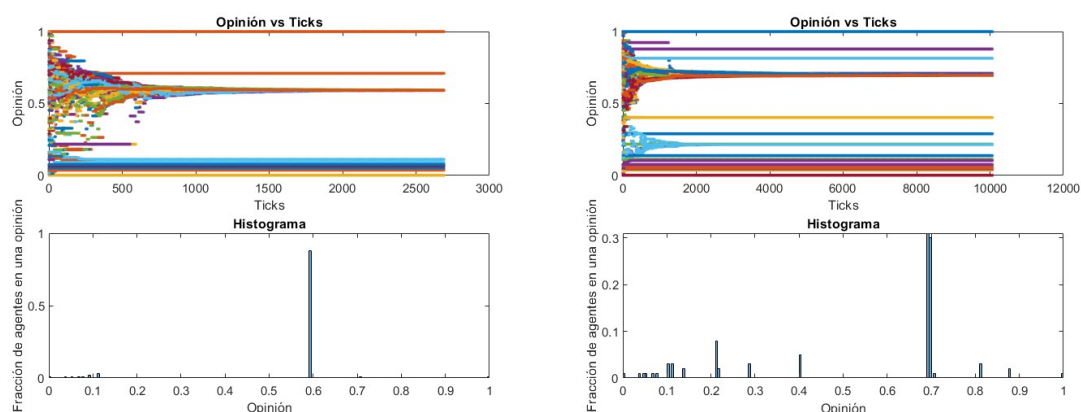 Opinión vs Ticks
1
0.5
0
Opinión
0 500 1000 1500 2000 2500 3000
Ticks
Histograma
1
0.5
0
Fracción de agentes en una opinión
0 0.1 0.2 0.3 0.4 0.5 0.6 0.7 0.8 0.9 1
Opinión
Opinión vs Ticks
1
0.5
0
Opinión
0 2000 4000 6000 8000 10000 12000
Ticks
Histograma
0.3
0.2
0.1
0
Fracción de agentes en una opinión
0 0.1 0.2 0.3 0.4 0.5 0.6 0.7 0.8 0.9 1
Opinión